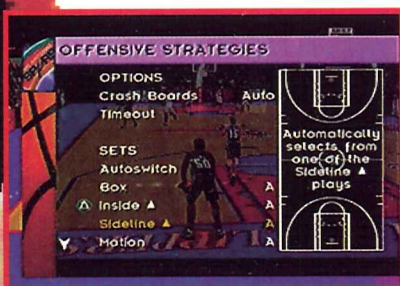 OFFENSIVE STRATEGIES
OPTIONS
Crash Boards Auto
Timeout
SETS
Autoswitch
Box A
Inside ▲ A
Sideline ▲ A
Motion A
Automatically
selects from
one of the
Sideline ▲
plays